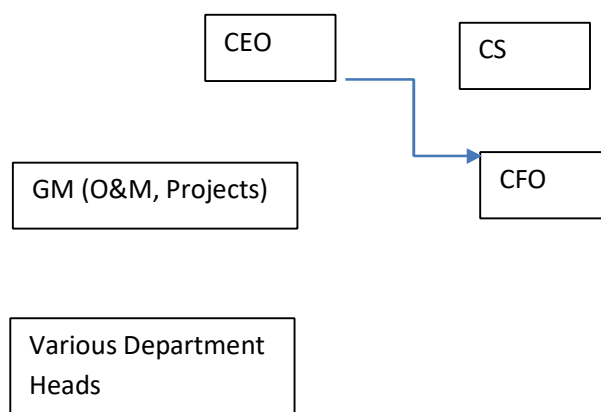 CEO
CS
GM (O&M, Projects)
CFO
Various Department
Heads